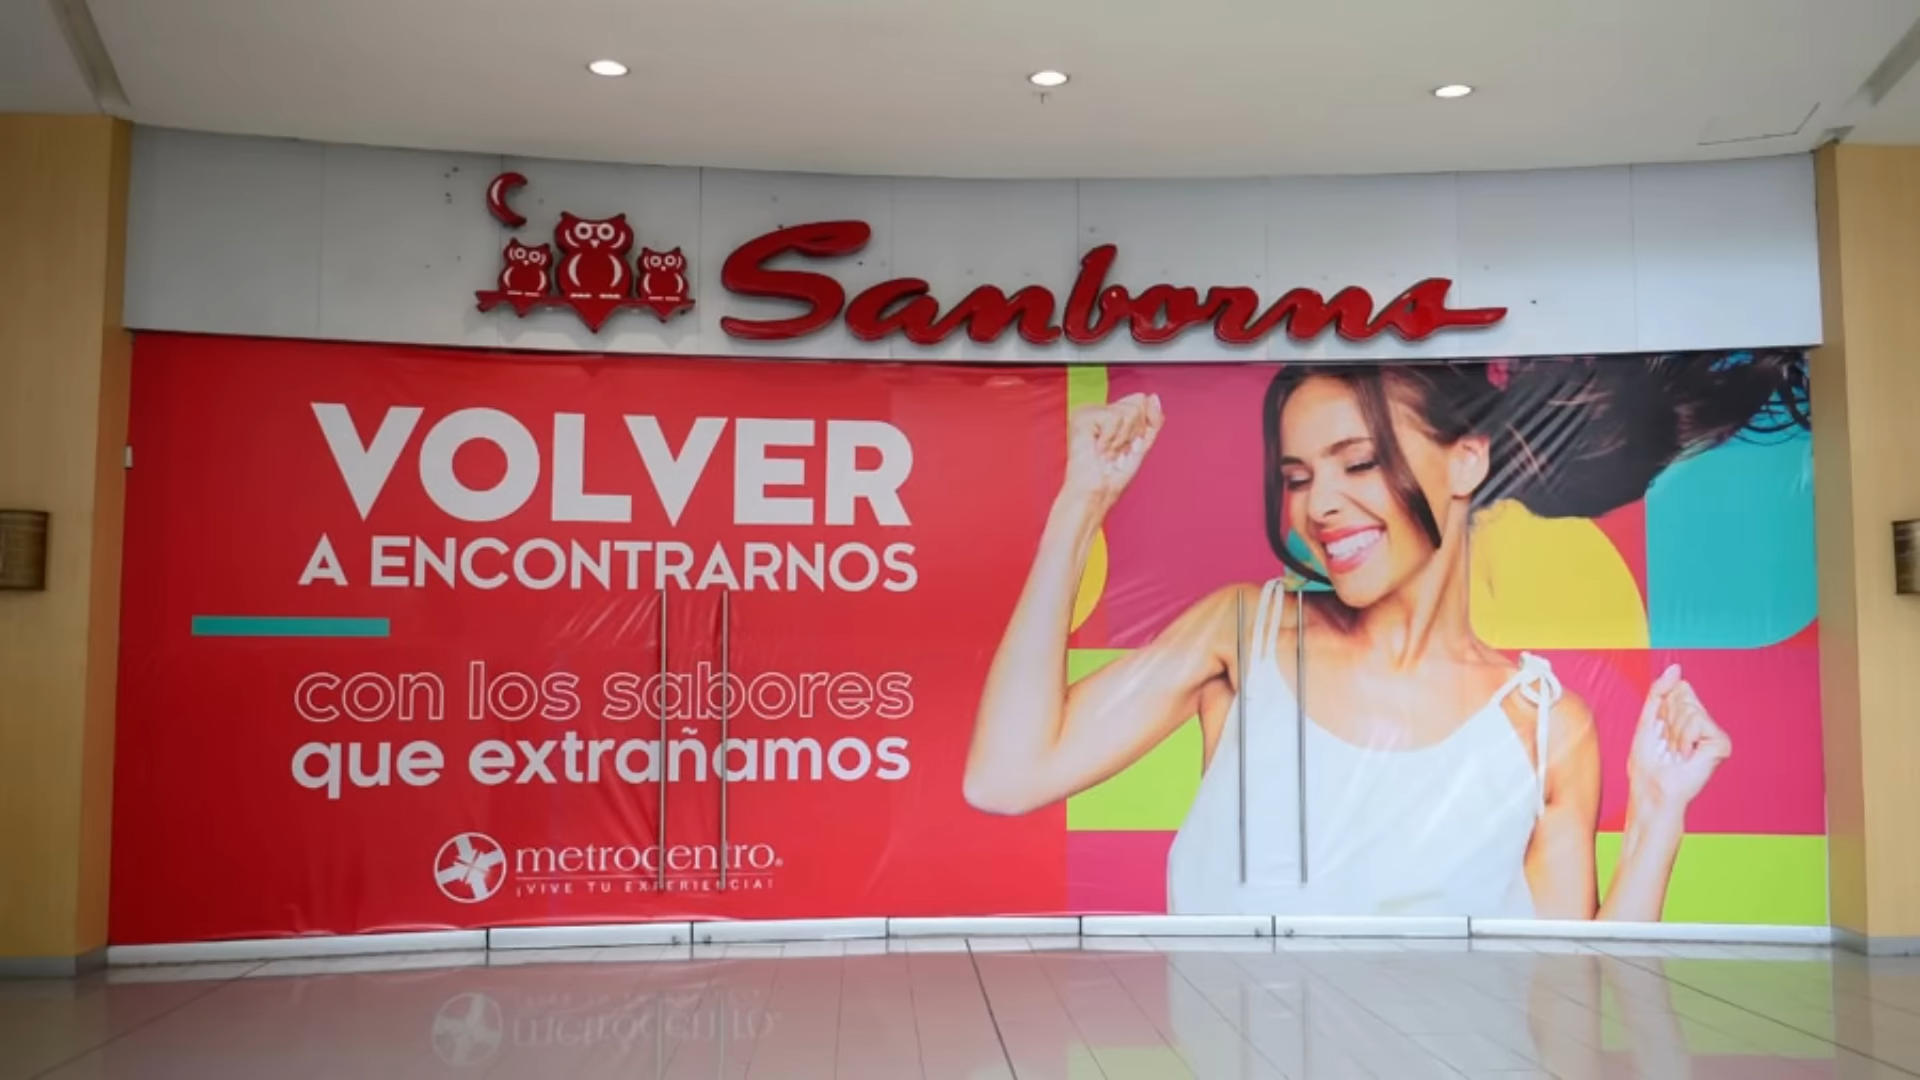 Sanborns
VOLVER
A ENCONTRARNOS
con los sabores
que extrañamos
metrocentro®
¡VIVE TU EXPERIENCIA!